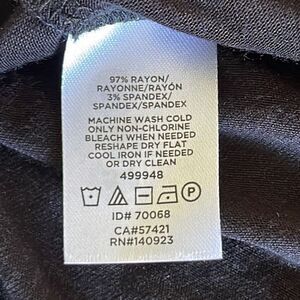 97% RAYON/
RAYONNE/RAYÓN
3% SPANDEX/
SPANDEX/SPANDEX
MACHINE WASH COLD
ONLY NON-CHLORINE
BLEACH WHEN NEEDED
RESHAPE DRY FLAT
COOL IRON IF NEEDED
OR DRY CLEAN
499948
P
ID# 70068
CA#57421
RN#140923